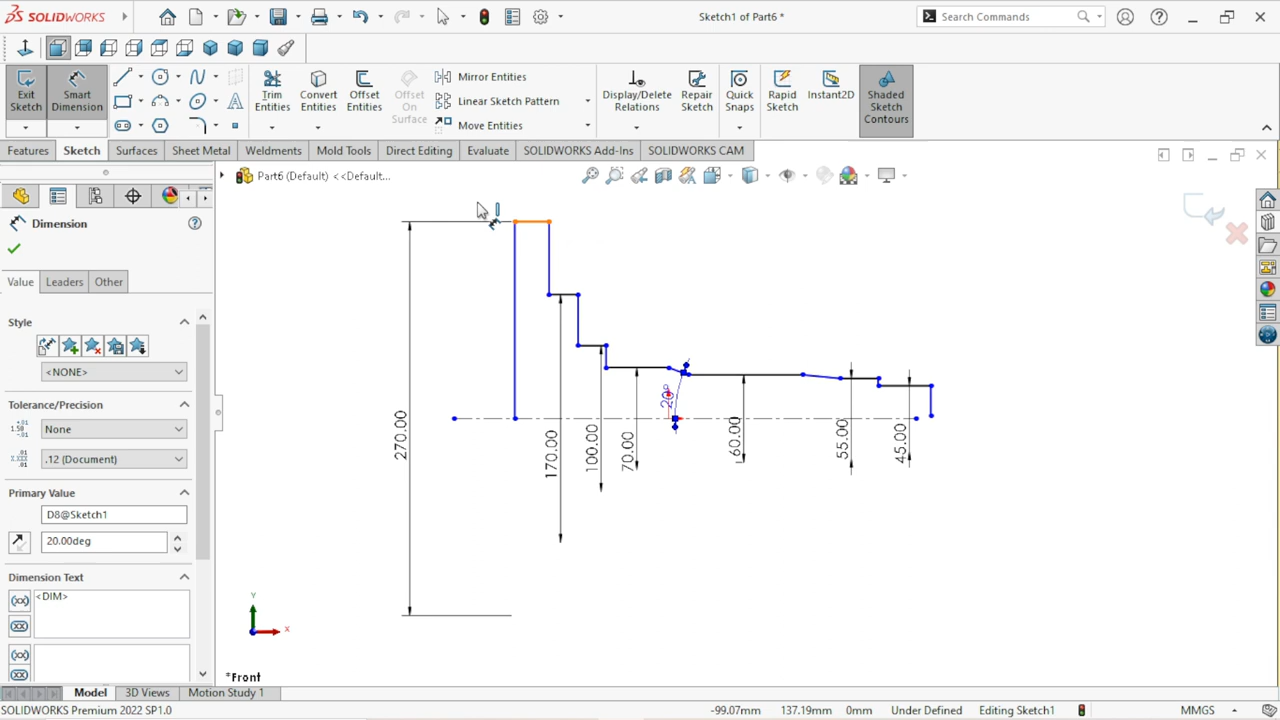 SOLIDWORKS
Sketch1 of Part6 *
Search Commands
Exit Sketch
Smart Dimension
Trim Entities
Convert Entities
Offset Entities
Offset On Surface
Mirror Entities
Linear Sketch Pattern
Move Entities
Display/Delete Relations
Repair Sketch
Quick Snaps
Rapid Sketch
Instant2D
Shaded Sketch Contours
Features
Sketch
Surfaces
Sheet Metal
Weldments
Mold Tools
Direct Editing
Evaluate
SOLIDWORKS Add-Ins
SOLIDWORKS CAM
Part6 (Default) <<Default...
Dimension
Value
Leaders
Other
Style
<NONE>
Tolerance/Precision
None
.12 (Document)
Primary Value
D8@Sketch1
20.00deg
Dimension Text
<DIM>
270.00
170.00
100.00
70.00
20°
60.00
55.00
45.00
Y
X
*Front
Model
3D Views
Motion Study 1
SOLIDWORKS Premium 2022 SP1.0
-99.07mm
137.19mm
0mm
Under Defined
Editing Sketch1
MMGS